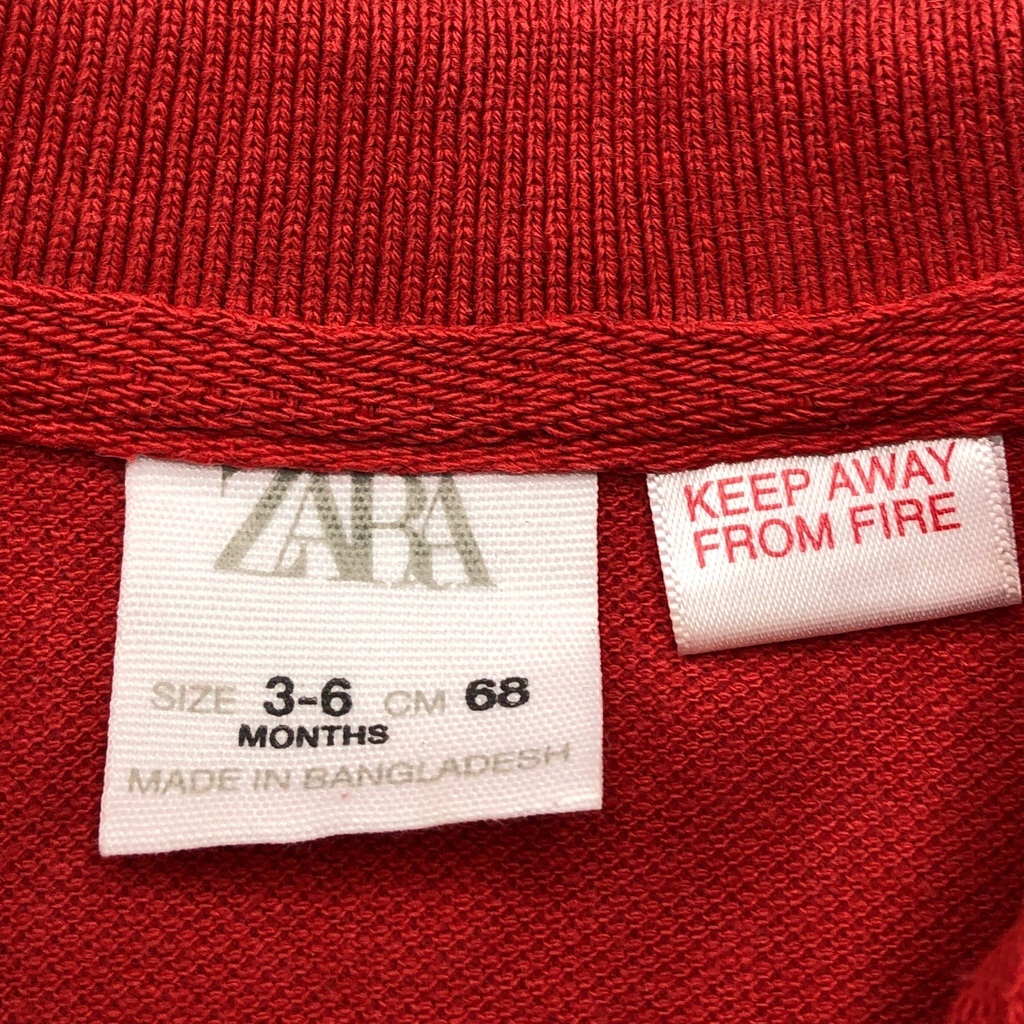 ZARA
SIZE 3-6 CM 68
MONTHS
MADE IN BANGLADESH
KEEP AWAY
FROM FIRE